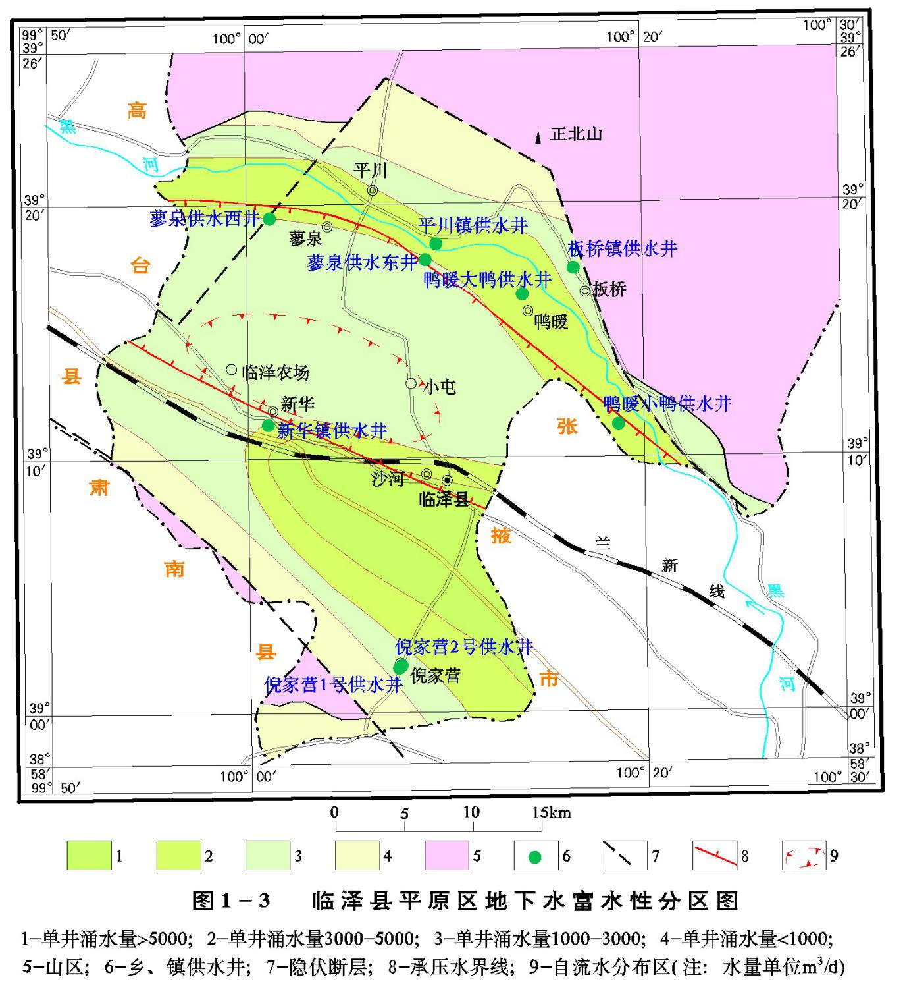 99° 50′
100° 00′
100° 20′
100° 30′
39°
26′
39°
26′
高
黑
河
正北山
平川
39°
20′
39°
20′
蓼泉供水西井
平川镇供水井
蓼泉
板桥镇供水井
蓼泉供水东井
台
鸭暖大鸭供水井
板桥
鸭暖
县
临泽农场
小屯
新华
鸭暖小鸭供水井
新华镇供水井
张
39°
10′
39°
10′
沙河
肃
临泽县
掖
兰
南
新
线
黑
县
倪家营2号供水井
倪家营
市
倪家营1号供水井
河
39°
00′
39°
00′
38°
58′
38°
58′
99° 50′
100° 00′
100° 20′
100° 30′
0 5 10 15km
1 2 3 4 5 6 7 8 9
图1－3 临泽县平原区地下水富水性分区图
1–单井涌水量>5000; 2–单井涌水量3000–5000; 3–单井涌水量1000–3000; 4–单井涌水量<1000;
5–山区; 6–乡、镇供水井; 7–隐伏断层; 8–承压水界线; 9–自流水分布区(注: 水量单位m³/d)